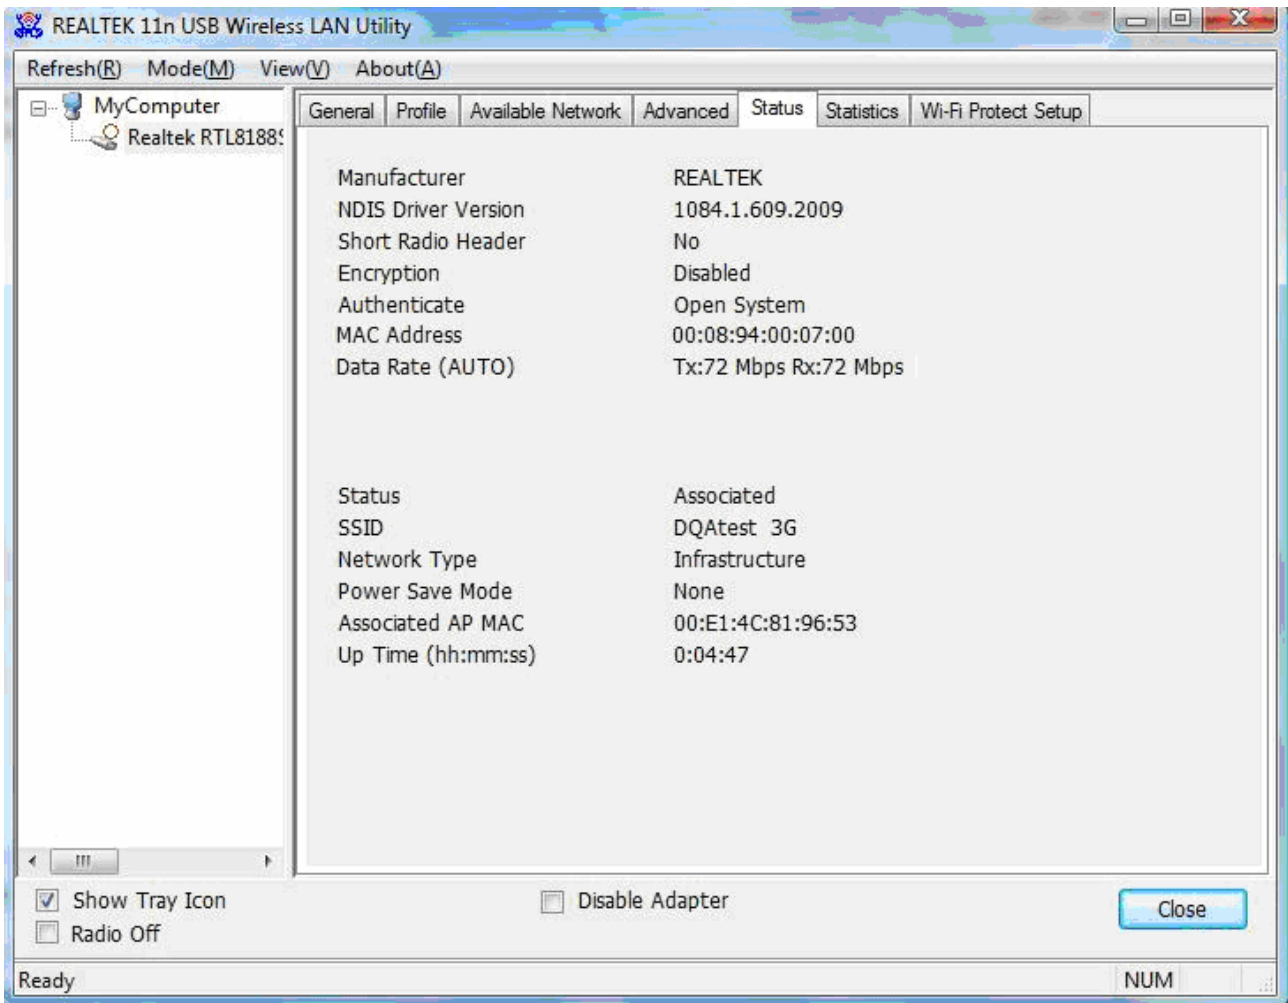 REALTEK 11n USB Wireless LAN Utility
Refresh(R) Mode(M) View(V) About(A)
MyComputer
Realtek RTL8188S
General Profile Available Network Advanced Status Statistics Wi-Fi Protect Setup
Manufacturer REALTEK
NDIS Driver Version 1084.1.609.2009
Short Radio Header No
Encryption Disabled
Authenticate Open System
MAC Address 00:08:94:00:07:00
Data Rate (AUTO) Tx:72 Mbps Rx:72 Mbps
Status Associated
SSID DQAtest 3G
Network Type Infrastructure
Power Save Mode None
Associated AP MAC 00:E1:4C:81:96:53
Up Time (hh:mm:ss) 0:04:47
Show Tray Icon Disable Adapter
Radio Off
Close
Ready NUM